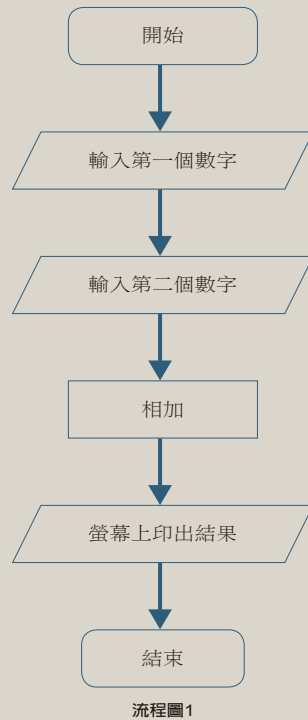 開始
輸入第一個數字
輸入第二個數字
相加
螢幕上印出結果
結束
流程圖1